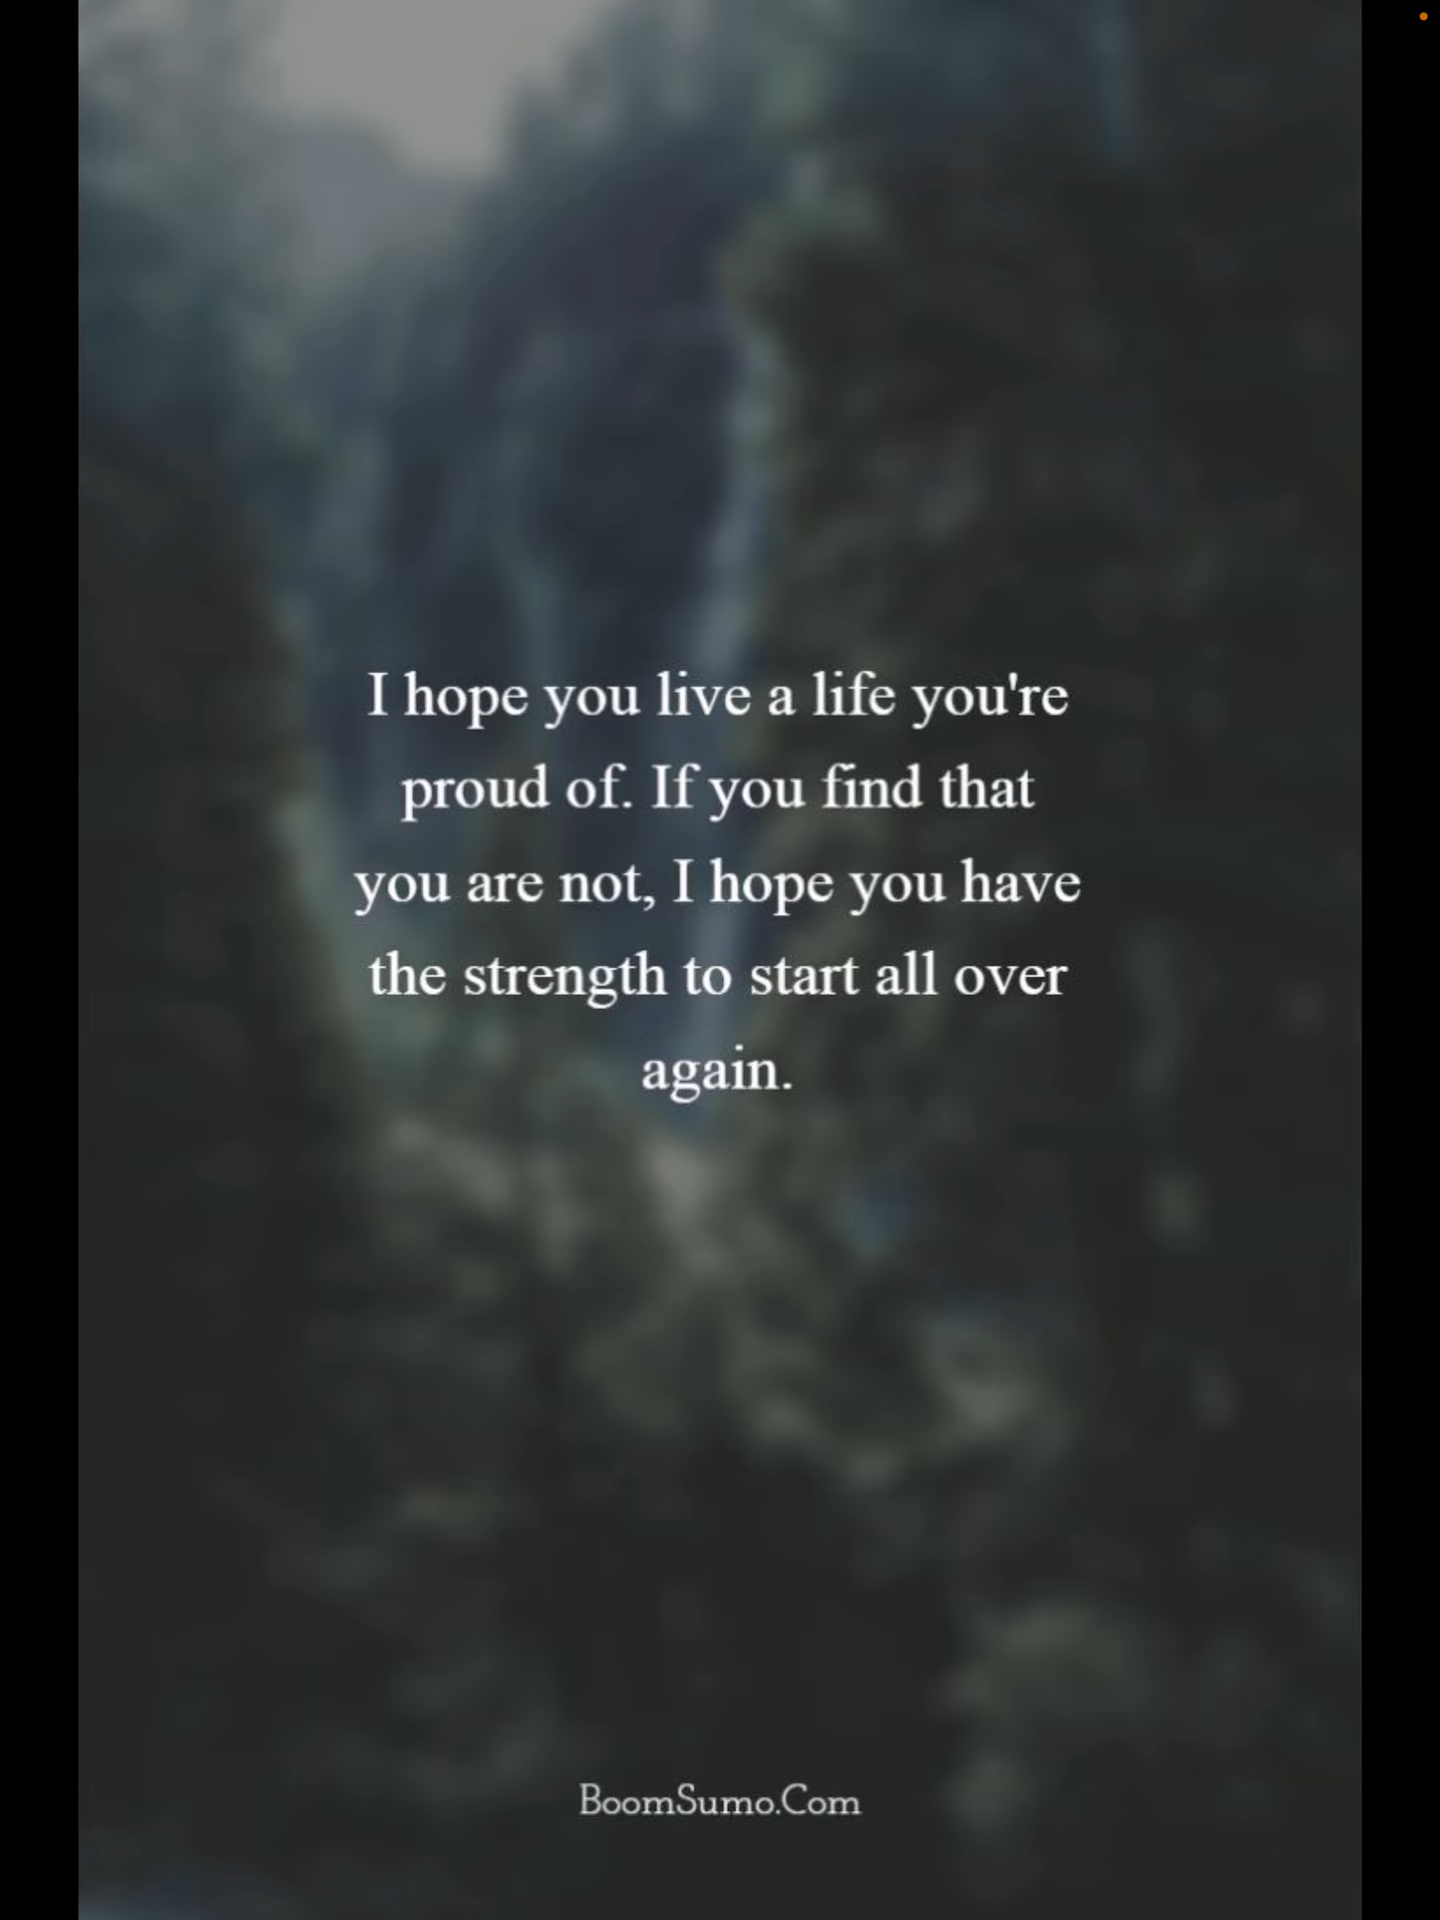 I hope you live a life you're
proud of. If you find that
you are not, I hope you have
the strength to start all over
again.
BoomSumo.Com